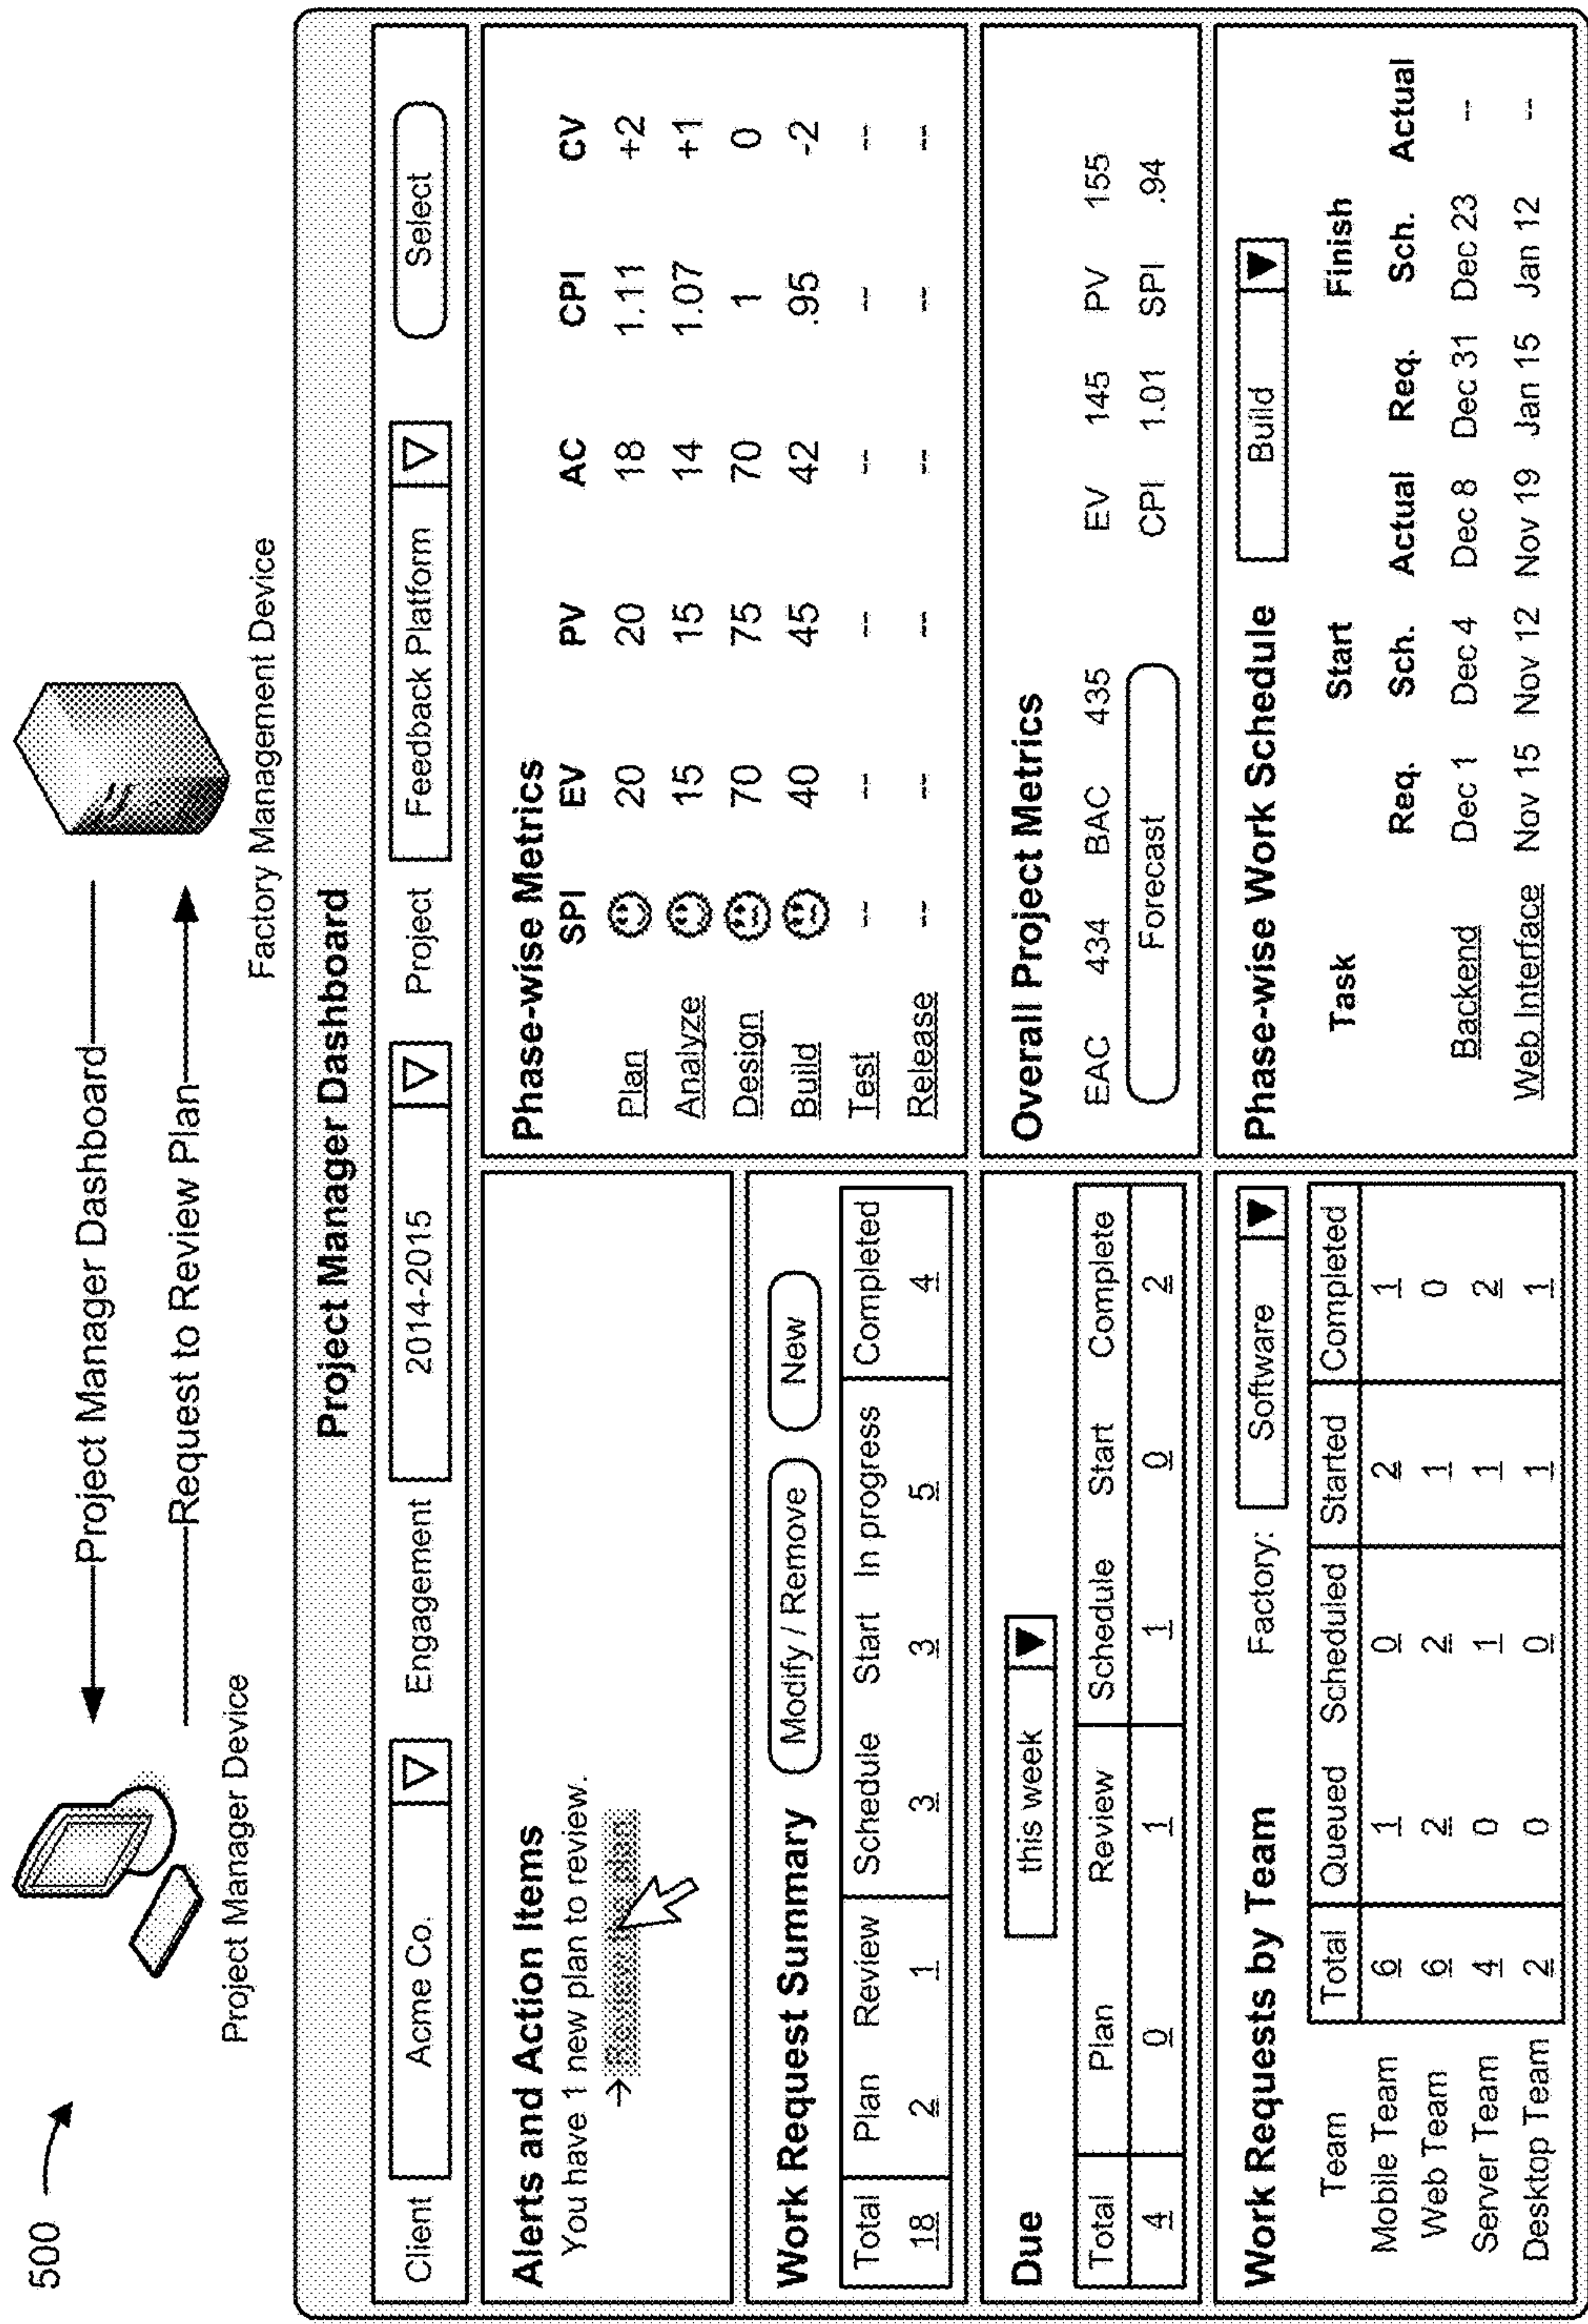 500
Project Manager Dashboard
Request to Review Plan
Project Manager Device
Factory Management Device
Project Manager Dashboard
Client Acme Co. Engagement 2014-2015 Project Feedback Platform Select
Alerts and Action Items
You have 1 new plan to review.
→
Work Request Summary Modify / Remove New
Total Plan Review Schedule Start In progress Completed
18 2 1 3 3 5 4
Due this week
Total Plan Review Schedule Start Complete
4 0 1 1 0 2
Work Requests by Team Factory: Software
Team Total Queued Scheduled Started Completed
Mobile Team 6 1 0 2 1
Web Team 6 2 2 1 0
Server Team 4 0 1 1 2
Desktop Team 2 0 0 1 1
Phase-wise Metrics
SPI EV PV AC CPI CV
Plan 20 20 18 1.11 +2
Analyze 15 15 14 1.07 +1
Design 70 75 70 1 0
Build 40 45 42 .95 -2
Test -- -- -- -- -- --
Release -- -- -- -- -- --
Overall Project Metrics
EAC 434 BAC 435 EV 145 PV 155
Forecast CPI 1.01 SPI .94
Phase-wise Work Schedule Build
Task Start Finish
Req. Sch. Actual Req. Sch. Actual
Backend Dec 1 Dec 4 Dec 8 Dec 31 Dec 23 --
Web Interface Nov 15 Nov 12 Nov 19 Jan 15 Jan 12 --